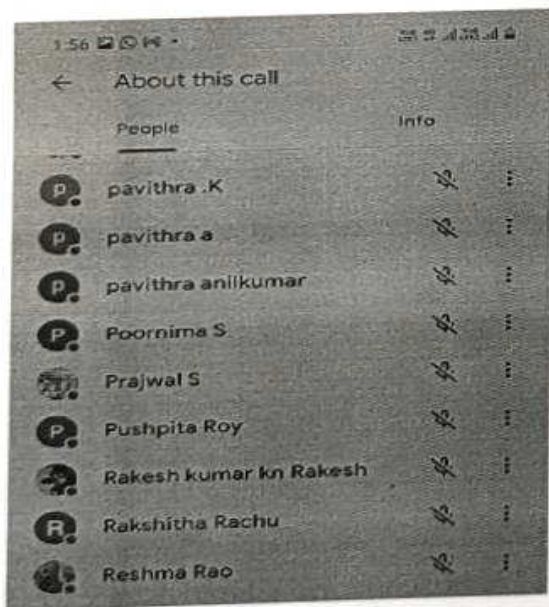 1:56
About this call
People Info
P pavithra .K
P pavithra a
P pavithra anilkumar
P Poornima S
Prajwal S
P Pushpita Roy
Rakesh kumar kn Rakesh
R Rakshitha Rachu
Reshma Rao